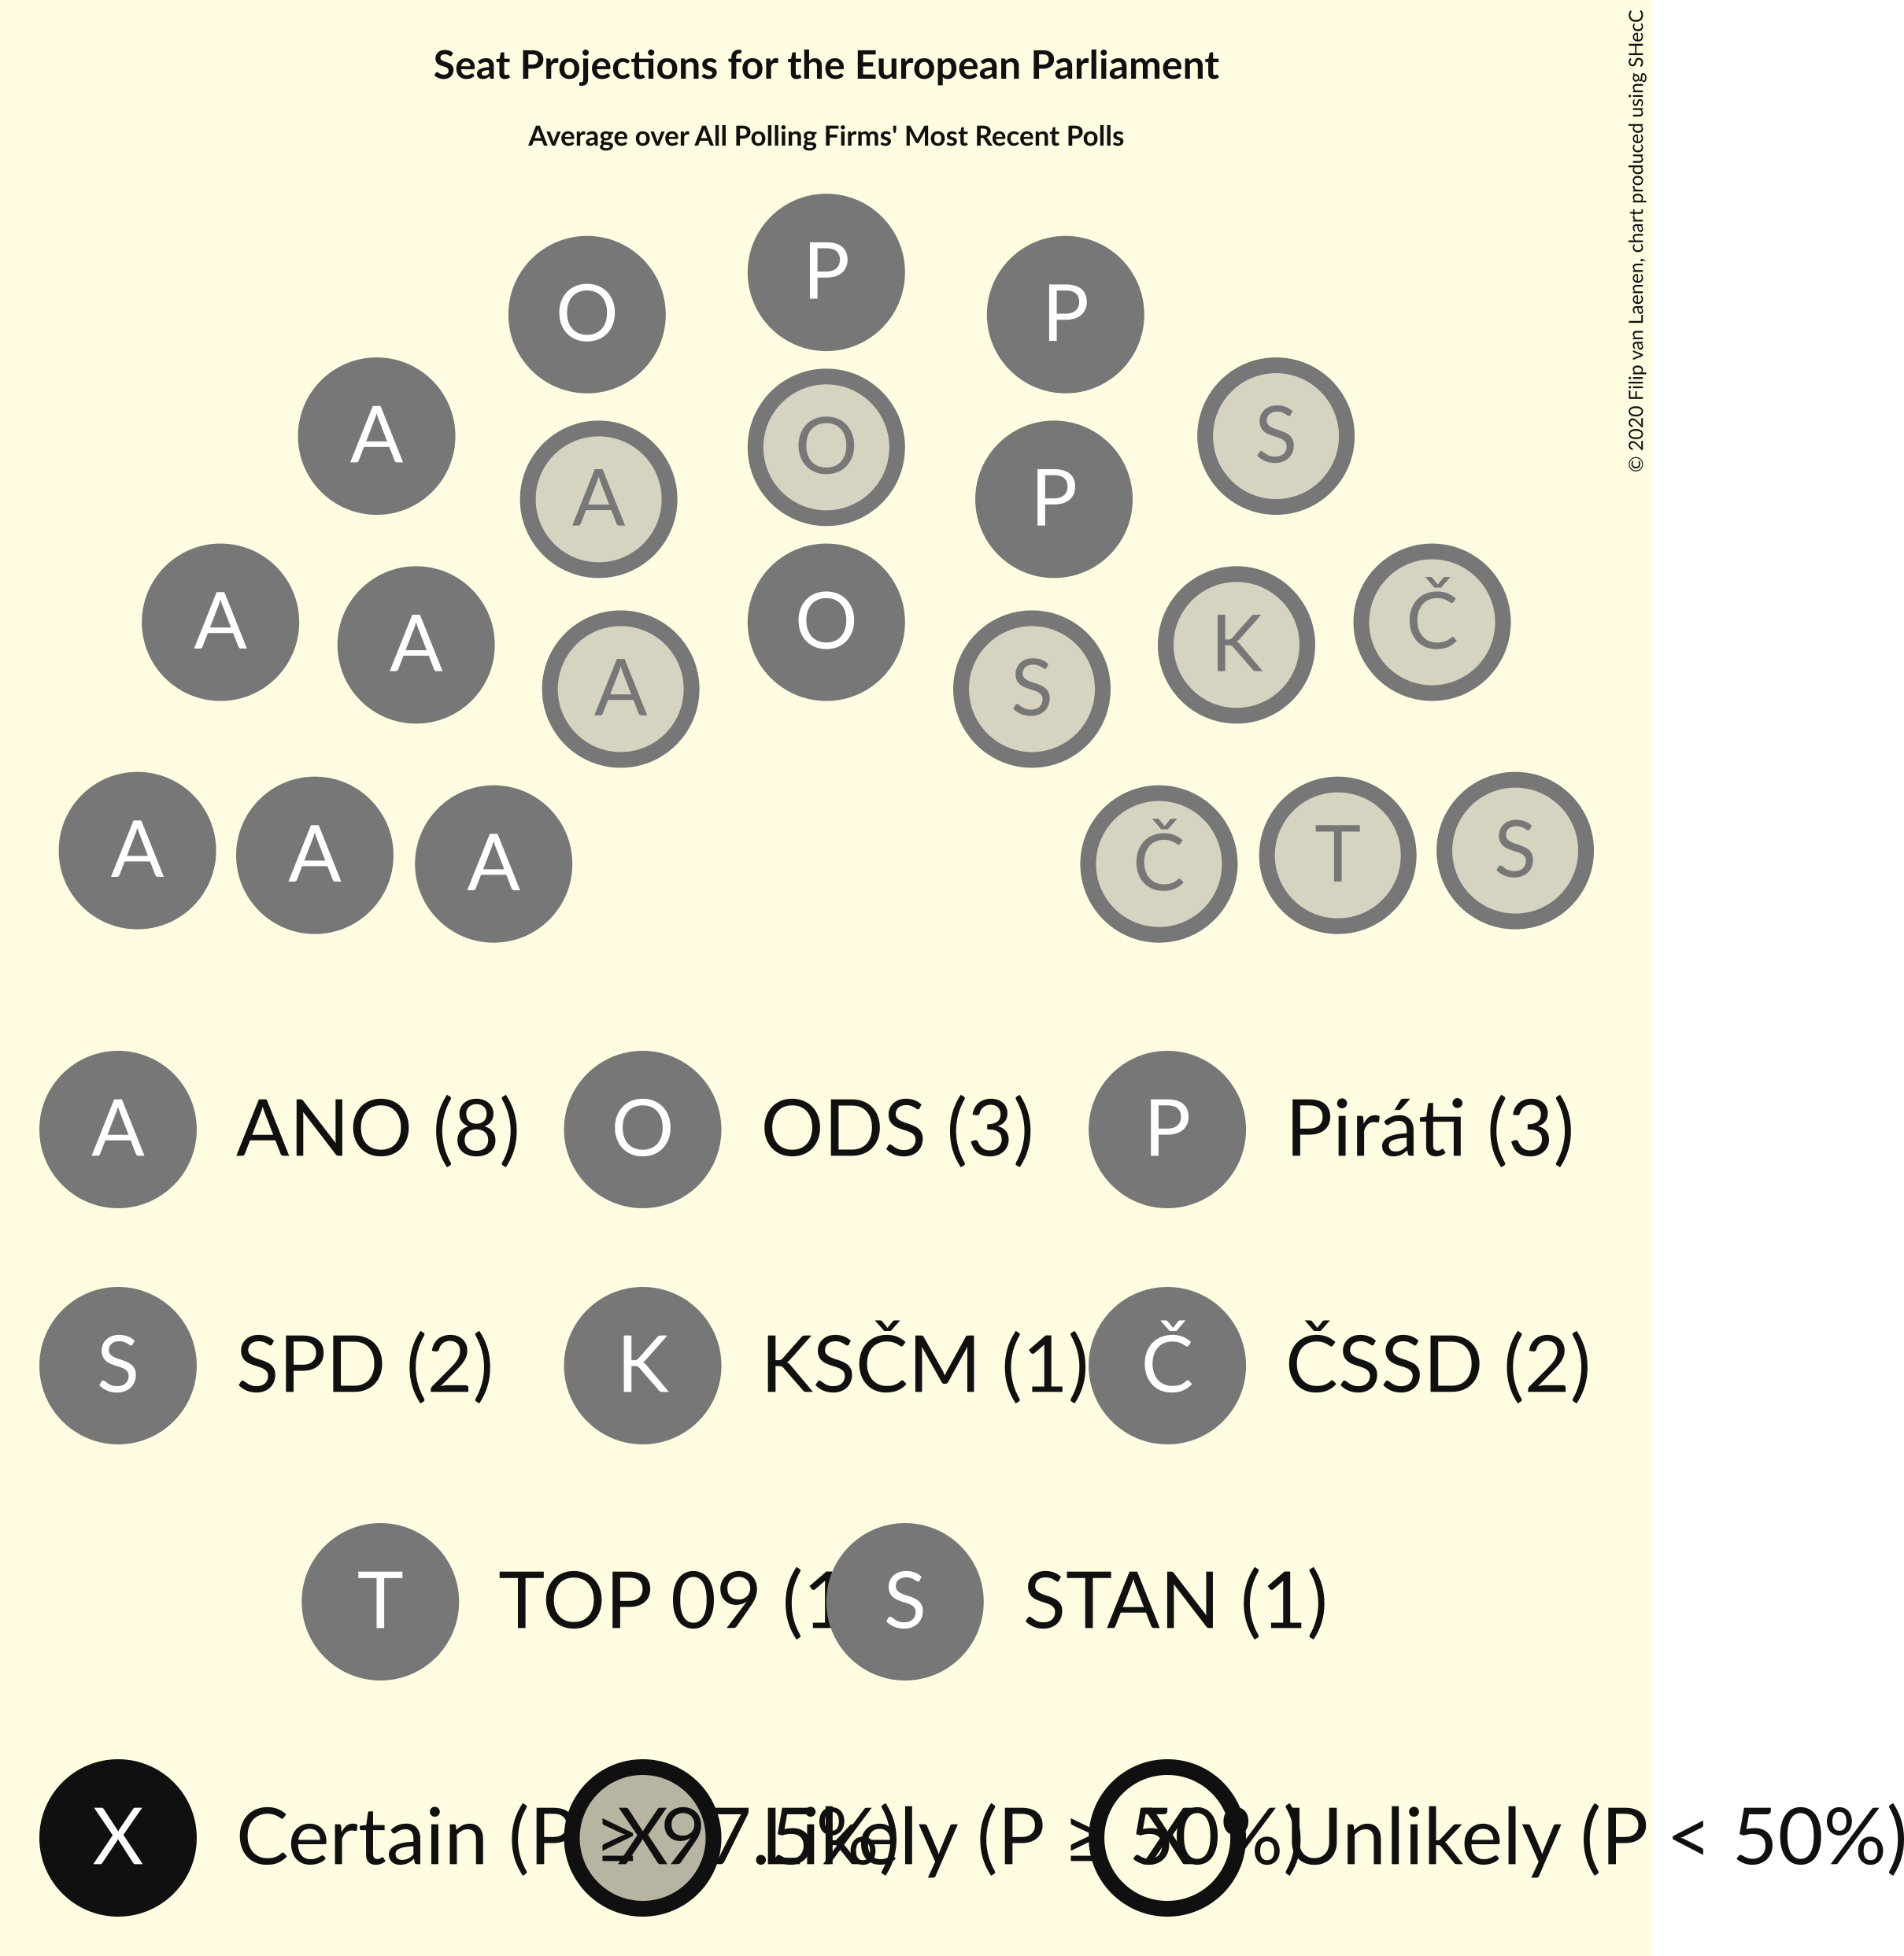 Seat Projections for the European Parliament
Average over All Polling Firms' Most Recent Polls
© 2020 Filip van Laenen, chart produced using SHecC
P
O P
A S
O
A P
A O Č
A K
A S
A S
A T
A Č
A ANO (8) O ODS (3) P Piráti (3)
S SPD (2) K KSČM (1) Č ČSSD (2)
T TOP 09 (1 S STAN (1)
X Certain (P ≥ 97.5%) X Likely (P ≥ 50%) X Unlikely (P < 50%)